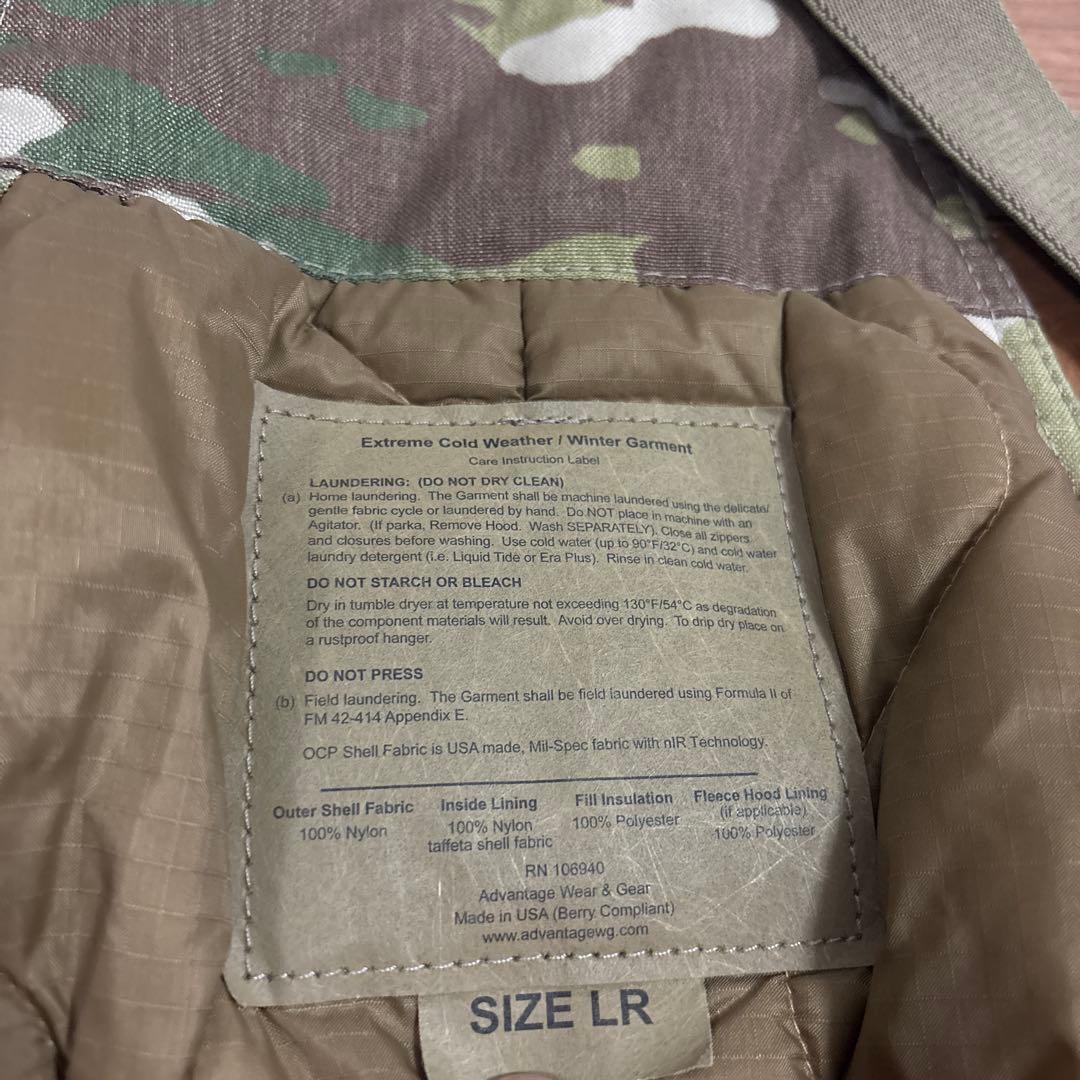 Extreme Cold Weather / Winter Garment
Care Instruction Label
LAUNDERING: (DO NOT DRY CLEAN)
(a) Home laundering. The Garment shall be machine laundered using the delicate/
gentle fabric cycle or laundered by hand. Do NOT place in machine with an
Agitator. (If parka, Remove Hood. Wash SEPARATELY). Close all zippers
and closures before washing. Use cold water (up to 90°F/32°C) and cold water
laundry detergent (i.e. Liquid Tide or Era Plus). Rinse in clean cold water.
DO NOT STARCH OR BLEACH
Dry in tumble dryer at temperature not exceeding 130°F/54°C as degradation
of the component materials will result. Avoid over drying. To drip dry place on
a rustproof hanger.
DO NOT PRESS
(b) Field laundering. The Garment shall be field laundered using Formula II of
FM 42-414 Appendix E.
OCP Shell Fabric is USA made, Mil-Spec fabric with nIR Technology.
Outer Shell Fabric
100% Nylon
Inside Lining
100% Nylon
taffeta shell fabric
Fill Insulation
100% Polyester
Fleece Hood Lining
(if applicable)
100% Polyester
RN 106940
Advantage Wear & Gear
Made in USA (Berry Compliant)
www.advantagewg.com
SIZE LR